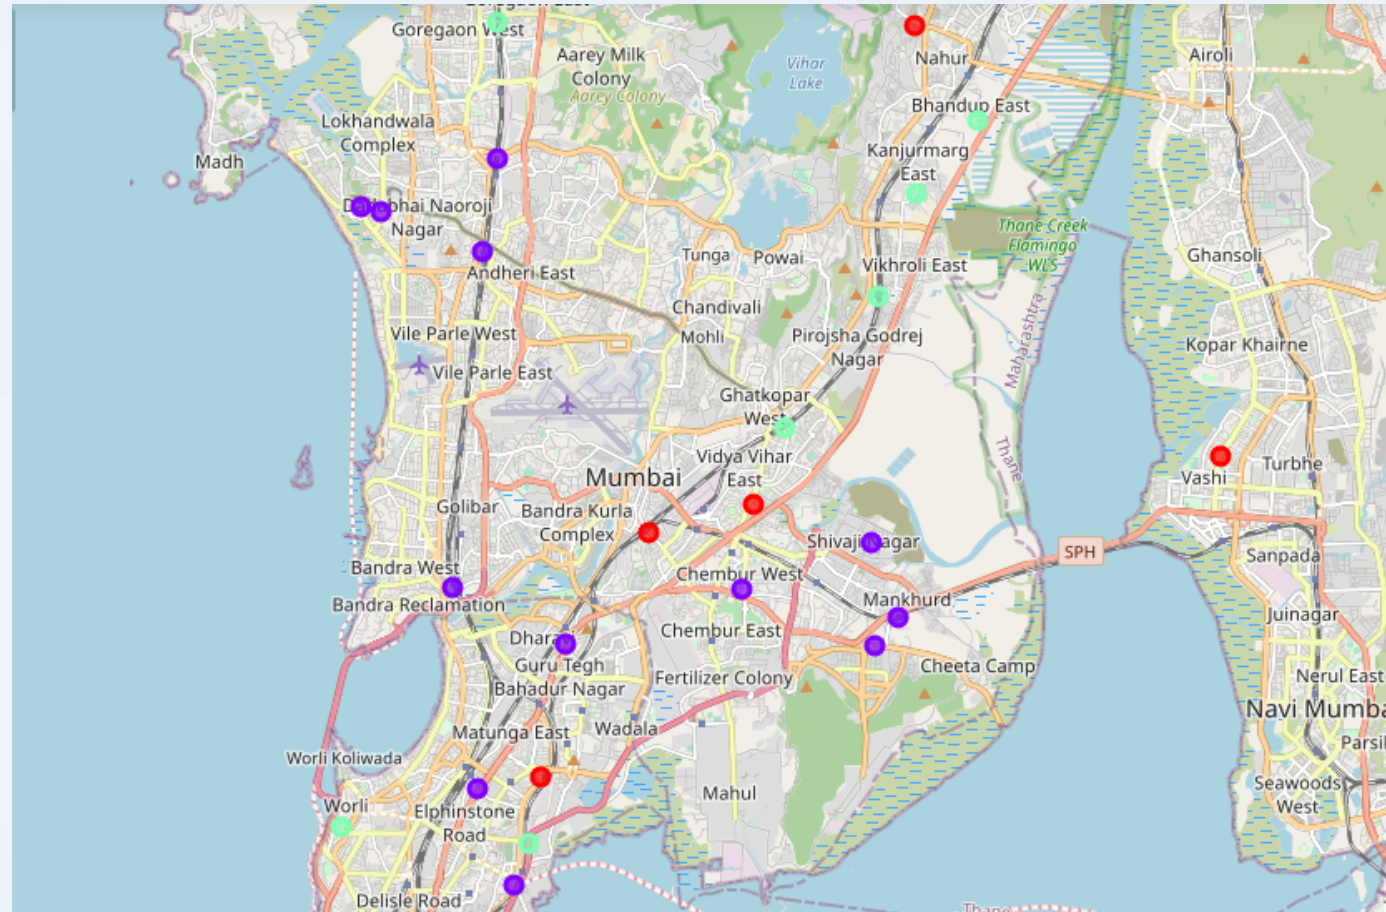 Goregaon East
Goregaon West
Aarey Milk
Colony
Aarey Colony
Vihar
Lake
Nahur
Airoli
Bhandup East
Lokhandwala
Complex
Kanjurmarg
East
Madh
Dadabhai Naoroji
Nagar
Thane Creek
Flamingo
WLS
Tunga
Powai
Vikhroli East
Ghansoli
Andheri East
Chandivali
Maharashtra
Vile Parle West
Mohli
Pirojsha Godrej
Nagar
Kopar Khairne
Vile Parle East
Ghatkopar
West
Thane
Vidya Vihar
East
Mumbai
Turbhe
Vashi
Golibar
Bandra Kurla
Complex
Shivaji Nagar
SPH
Sanpada
Bandra West
Chembur West
Bandra Reclamation
Mankhurd
Juinagar
Dharavi
Chembur East
Guru Tegh
Bahadur Nagar
Fertilizer Colony
Cheeta Camp
Nerul East
Navi Mumba
Matunga East
Wadala
Parsil
Worli Koliwada
Seawoods
West
Mahul
Worli
Elphinstone
Road
Delisle Road
Thane